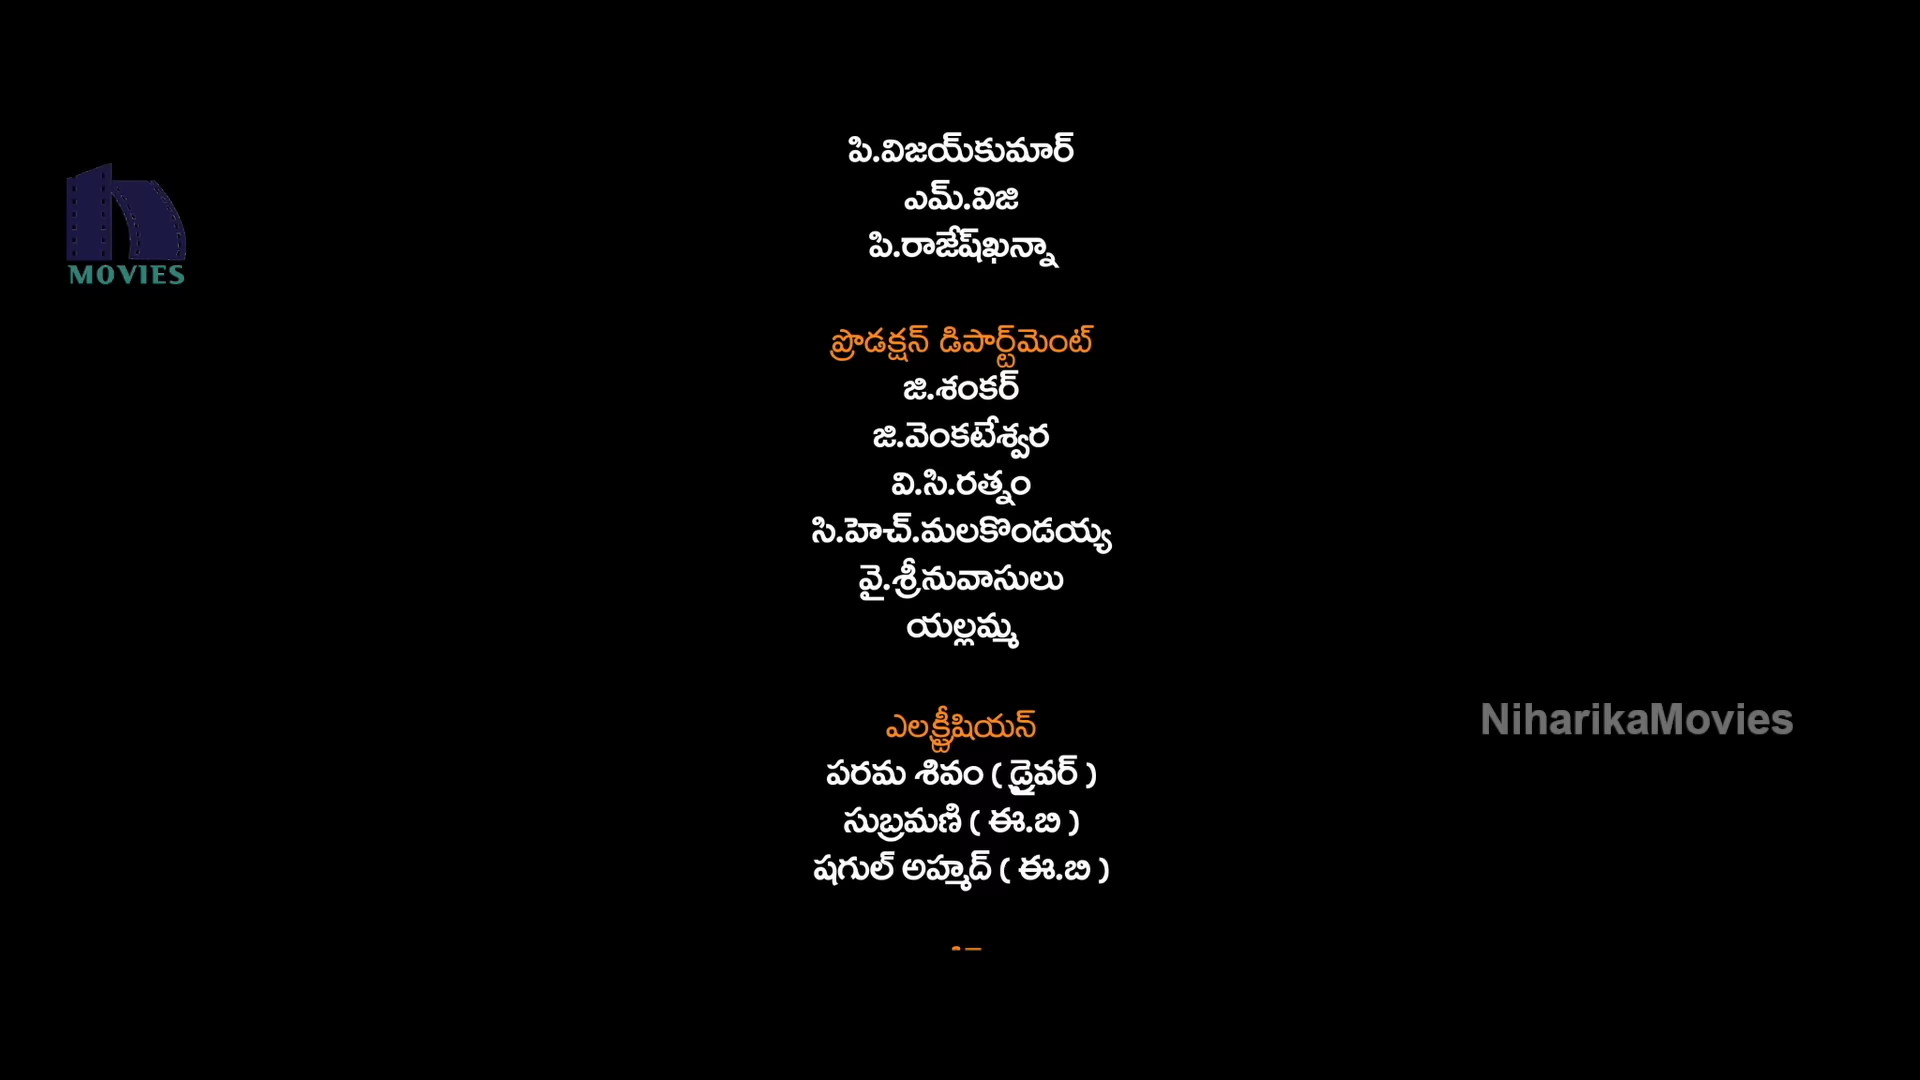 పి.విజయ్‌కుమార్
ఎమ్.విజి
పి.రాజేష్‌ఖన్నా
MOVIES
ప్రొడక్షన్ డిపార్ట్‌మెంట్
జి.శంకర్
జి.వెంకటేశ్వర
వి.సి.రత్నం
సి.హెచ్.మలకొండయ్య
వై.శ్రీనువాసులు
యల్లమ్మ
ఎలక్ట్రీషియన్
NiharikaMovies
పరమ శివం ( డ్రైవర్ )
సుబ్రమణి ( ఈ.బి )
షగుల్ అహ్మద్ ( ఈ.బి )